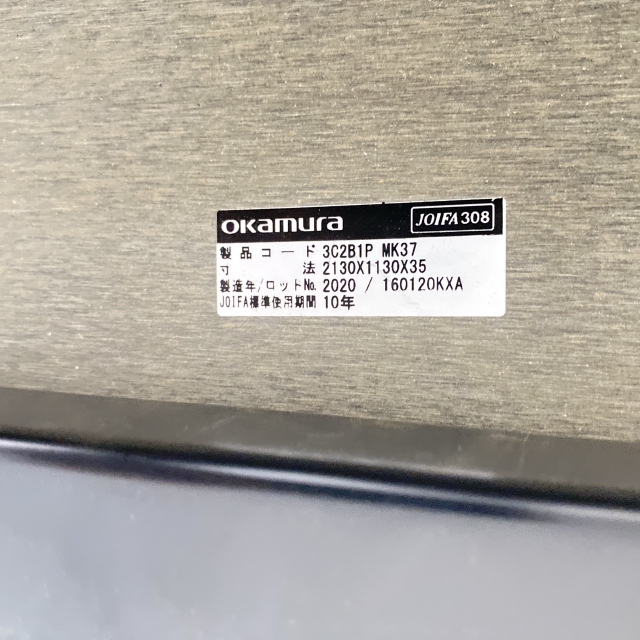 okamura JOIFA308
製品コード 3C2B1P MK37
寸法 2130X1130X35
製造年/ロットNo. 2020 / 160120KXA
JOIFA標準使用期間 10年